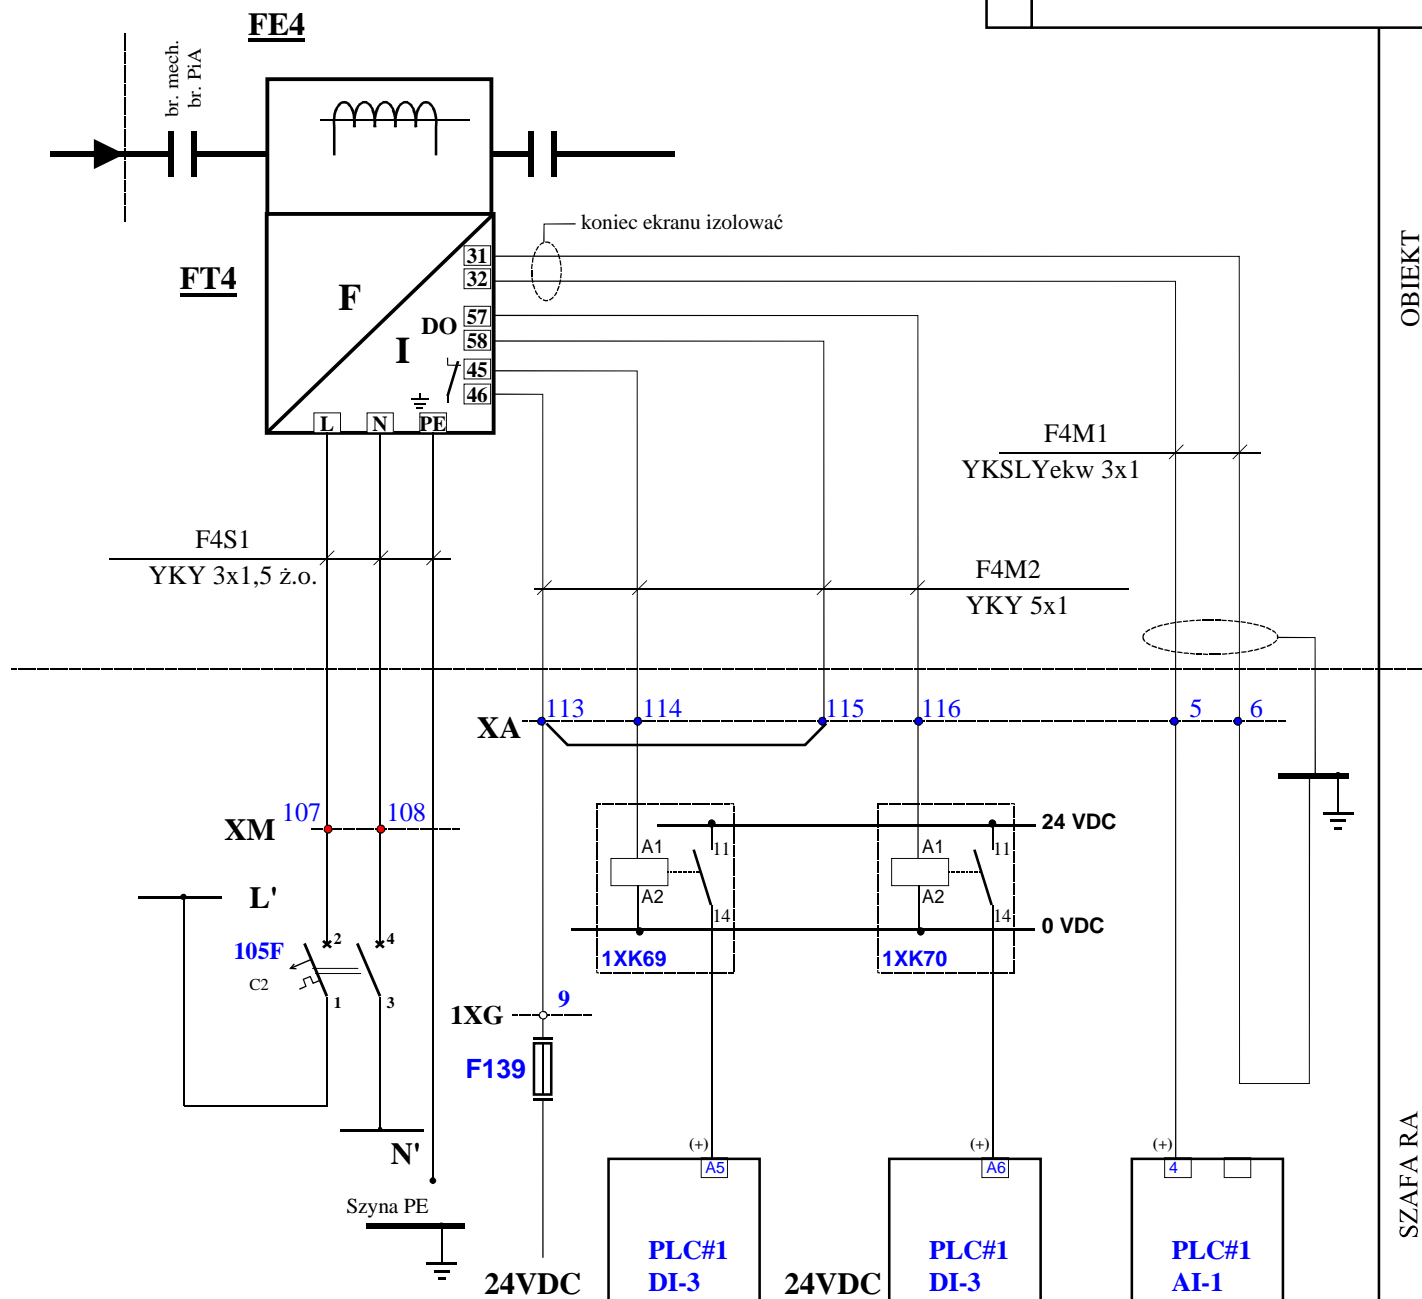 FE4
br. mech.
br. PiA
koniec ekranu izolować
FT4
F
I
DO
31
32
57
58
45
46
L
N
PE
OBIEKT
F4M1
YKSLYekw 3x1
F4S1
YKY 3x1,5 ż.o.
F4M2
YKY 5x1
XA
113
114
115
116
5
6
XM
107
108
24 VDC
A1
11
A2
14
A1
11
A2
14
0 VDC
1XK69
1XK70
L'
105F
C2
2
4
1
3
1XG
9
F139
N'
Szyna PE
(+)
A5
(+)
A6
(+)
4
SZAFA RA
24VDC
PLC#1
DI-3
24VDC
PLC#1
DI-3
PLC#1
AI-1